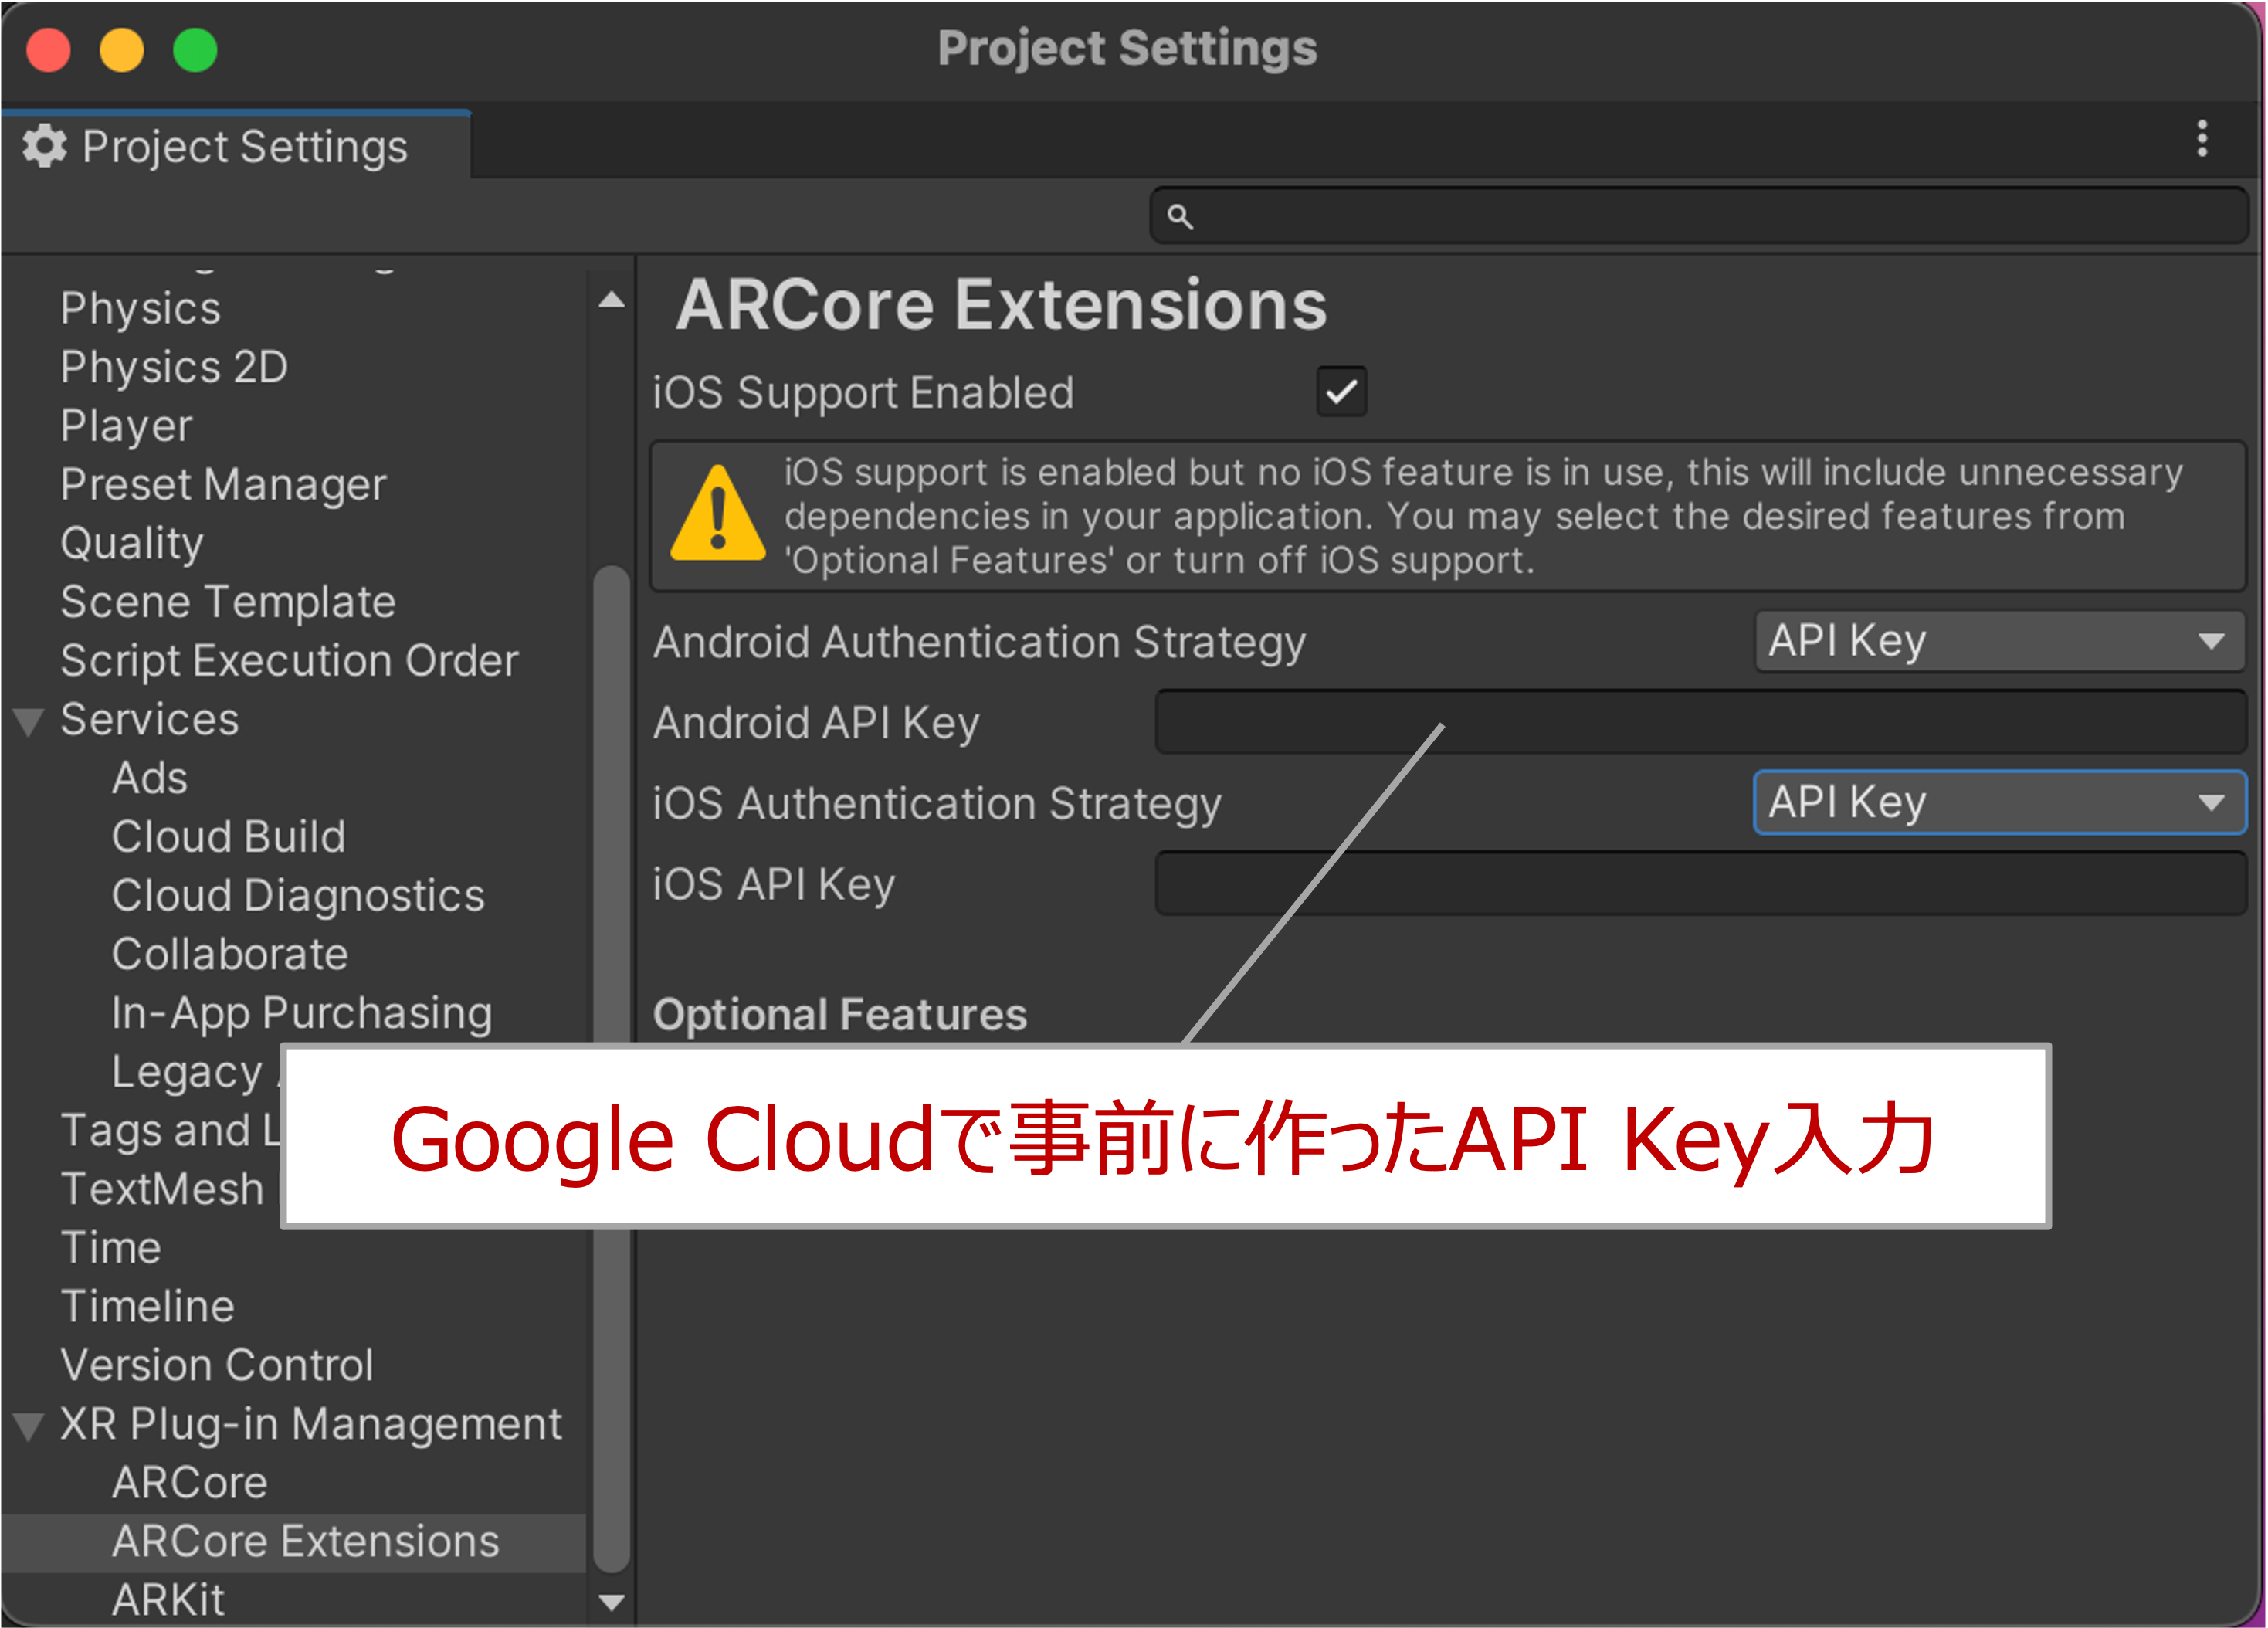 Project Settings
Project Settings
Physics
Physics 2D
Player
Preset Manager
Quality
Scene Template
Script Execution Order
Services
Ads
Cloud Build
Cloud Diagnostics
Collaborate
In-App Purchasing
Legacy
Tags and
TextMesh
Time
Timeline
Version Control
XR Plug-in Management
ARCore
ARCore Extensions
ARKit
ARCore Extensions
iOS Support Enabled
iOS support is enabled but no iOS feature is in use, this will include unnecessary
dependencies in your application. You may select the desired features from
'Optional Features' or turn off iOS support.
Android Authentication Strategy API Key
Android API Key
iOS Authentication Strategy API Key
iOS API Key
Optional Features
Google Cloudで事前に作ったAPI Key入力